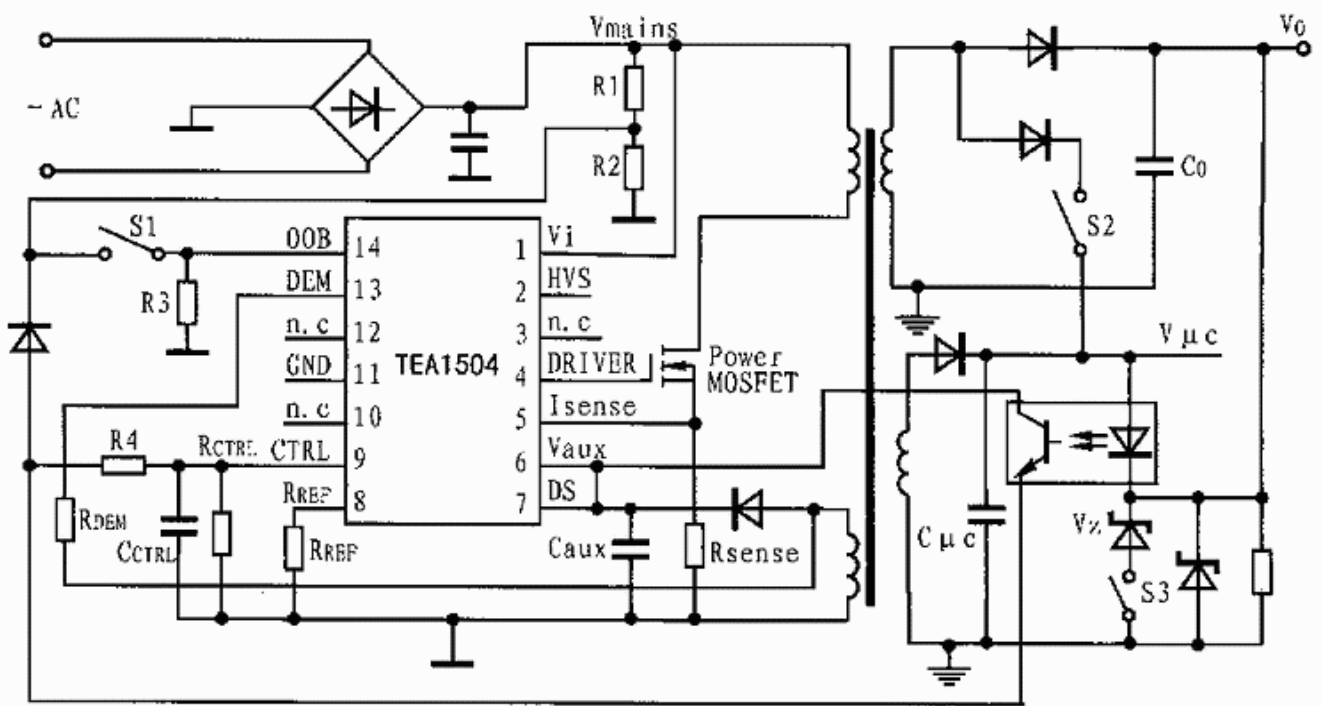 Vmains
V0
~AC
R1
R2
C0
S1
S2
OOB
14
1
Vi
DEM
13
2
HVS
R3
n.c
12
3
n.c
TEA1504
GND
11
4
DRIVER
Power
MOSFET
Vμc
n.c
10
5
Isense
R4
RCTRL
CTRL
9
6
Vaux
RREF
8
7
DS
RDEM
CCTRL
RREF
Caux
Rsense
Cμc
Vz
S3